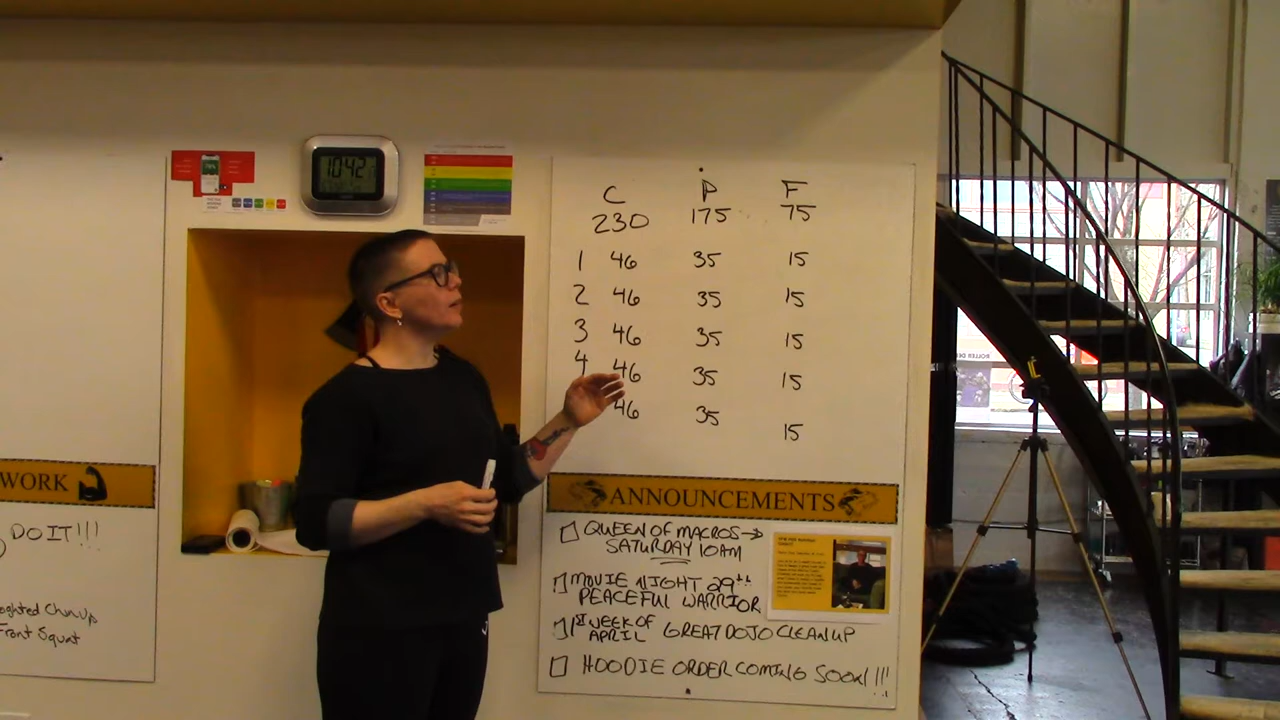 10:42
C P F
230 175 75
1 46 35 15
2 46 35 15
3 46 35 15
4 46 35 15
46 35 15
WORK
DO IT!!!
Front Squat
ANNOUNCEMENTS
QUEEN OF MACROS →
SATURDAY 10AM
MOVIE NIGHT 29th
PEACEFUL WARRIOR
1st WEEK OF
APRIL GREAT DOJO CLEANUP
HOODIE ORDER COMING SOON!!!